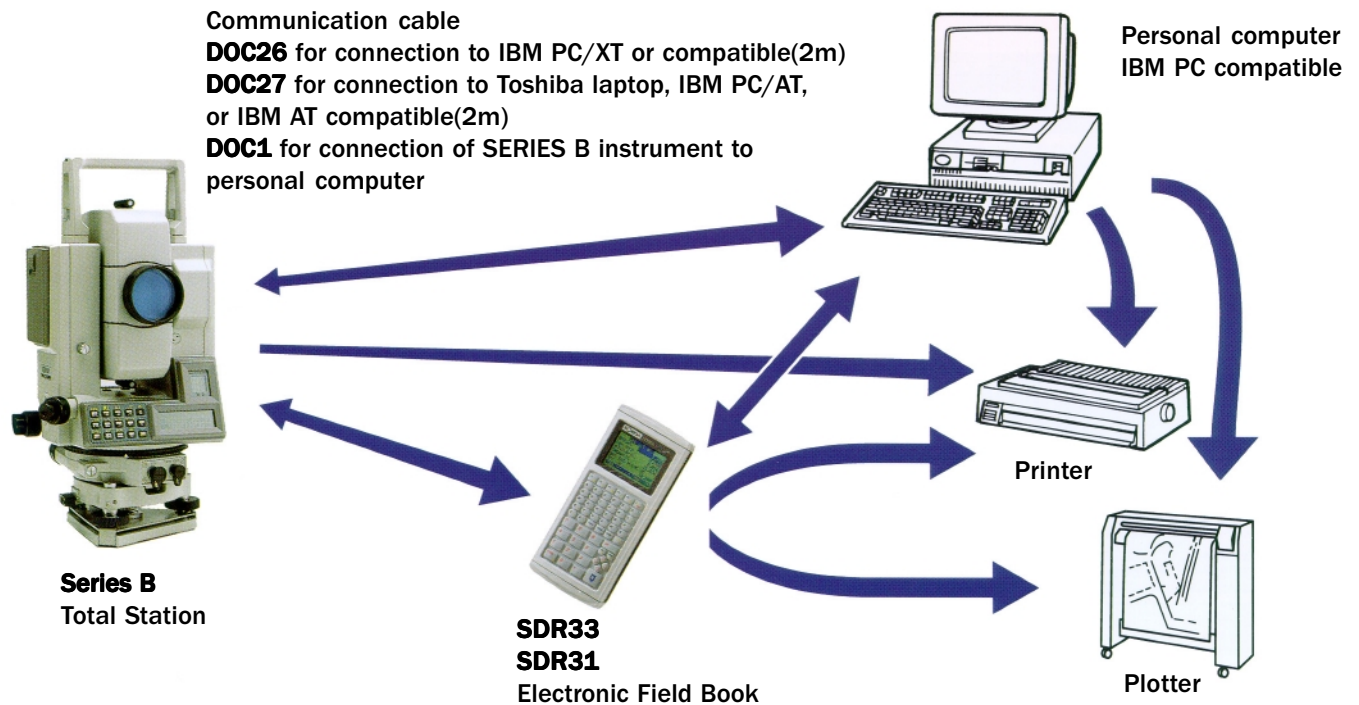 Communication cable
DOC26 for connection to IBM PC/XT or compatible(2m)
DOC27 for connection to Toshiba laptop, IBM PC/AT,
or IBM AT compatible(2m)
DOC1 for connection of SERIES B instrument to
personal computer
Personal computer
IBM PC compatible
Printer
Series B
Total Station
SDR33
SDR31
Electronic Field Book
Plotter